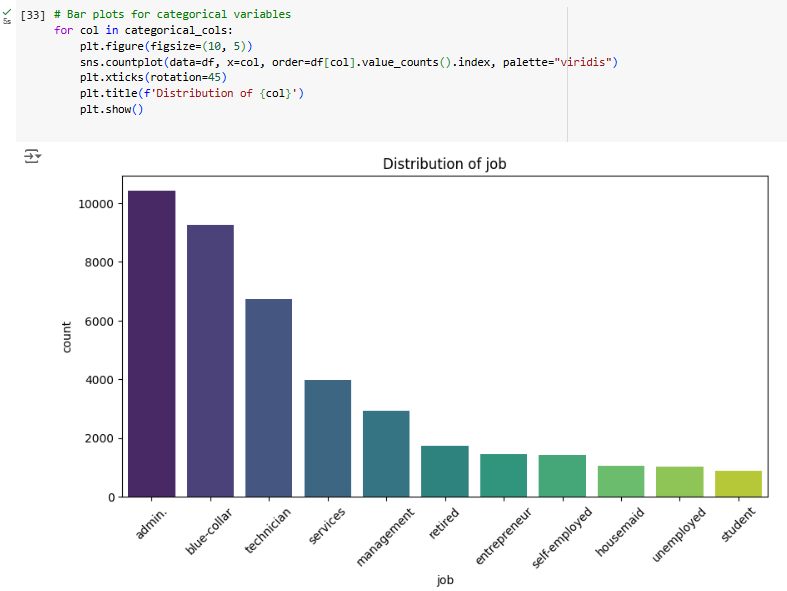 [33] # Bar plots for categorical variables
for col in categorical_cols:
    plt.figure(figsize=(10, 5))
    sns.countplot(data=df, x=col, order=df[col].value_counts().index, palette="viridis")
    plt.xticks(rotation=45)
    plt.title(f'Distribution of {col}')
    plt.show()
5s
Distribution of job
count
10000
8000
6000
4000
2000
0
admin.
blue-collar
technician
services
management
retired
entrepreneur
self-employed
housemaid
unemployed
student
job